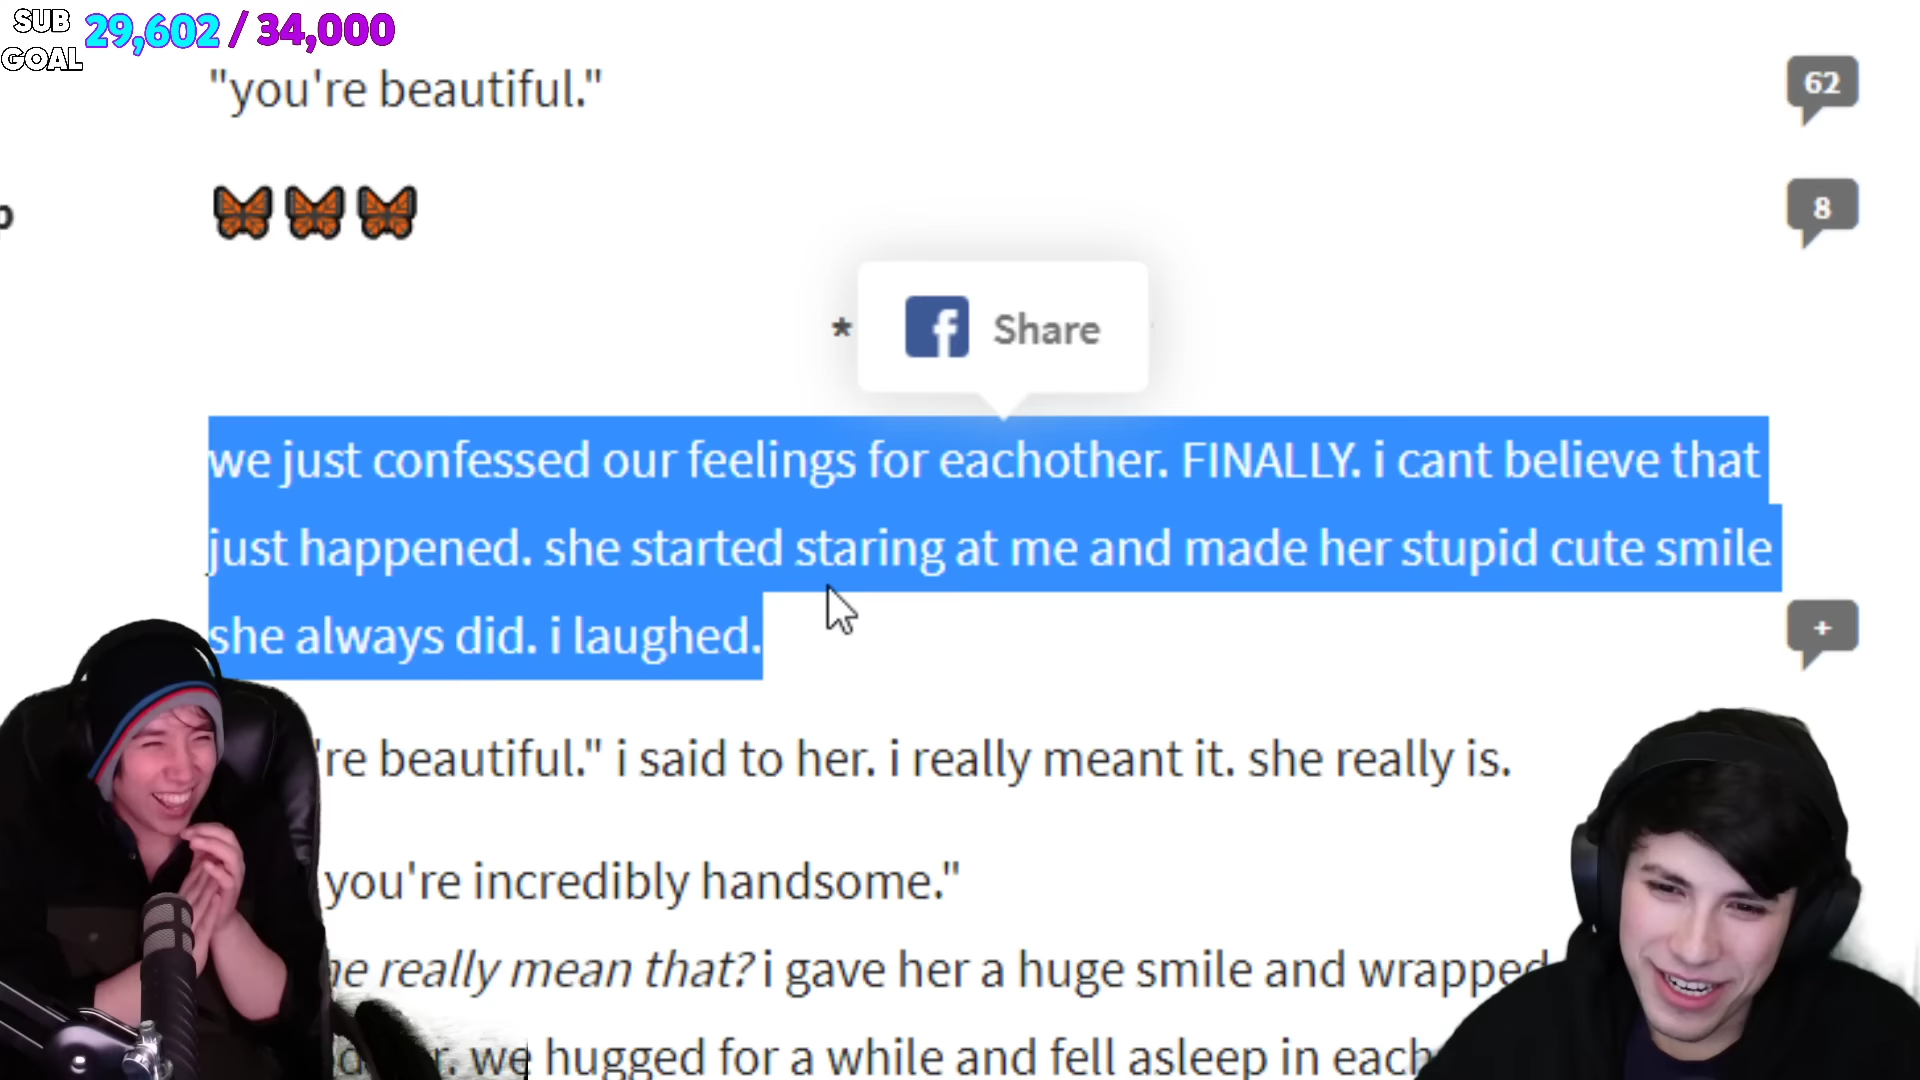 SUB GOAL 29,602 / 34,000
"you're beautiful."
62
8
*
Share
we just confessed our feelings for eachother. FINALLY. i cant believe that
just happened. she started staring at me and made her stupid cute smile
she always did. i laughed.
+
're beautiful." i said to her. i really meant it. she really is.
you're incredibly handsome."
he really mean that? i gave her a huge smile and wrapped
we hugged for a while and fell asleep in each